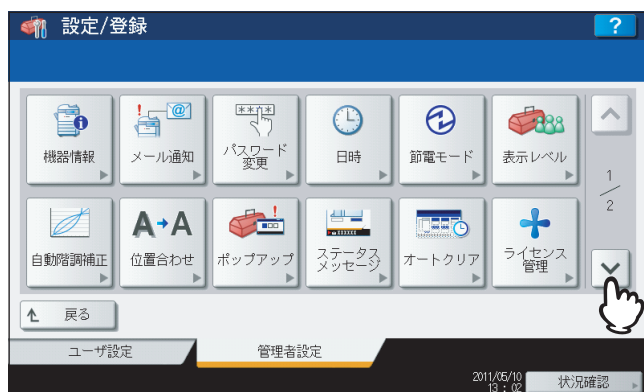 設定/登録
?
@
****
機器情報
メール通知
パスワード
変更
日時
節電モード
表示レベル
1
2
A→A
自動階調補正
位置合わせ
ポップアップ
ステータス
メッセージ
オートクリア
ライセンス
管理
戻る
ユーザ設定
管理者設定
2011/05/10
13 : 02
状況確認